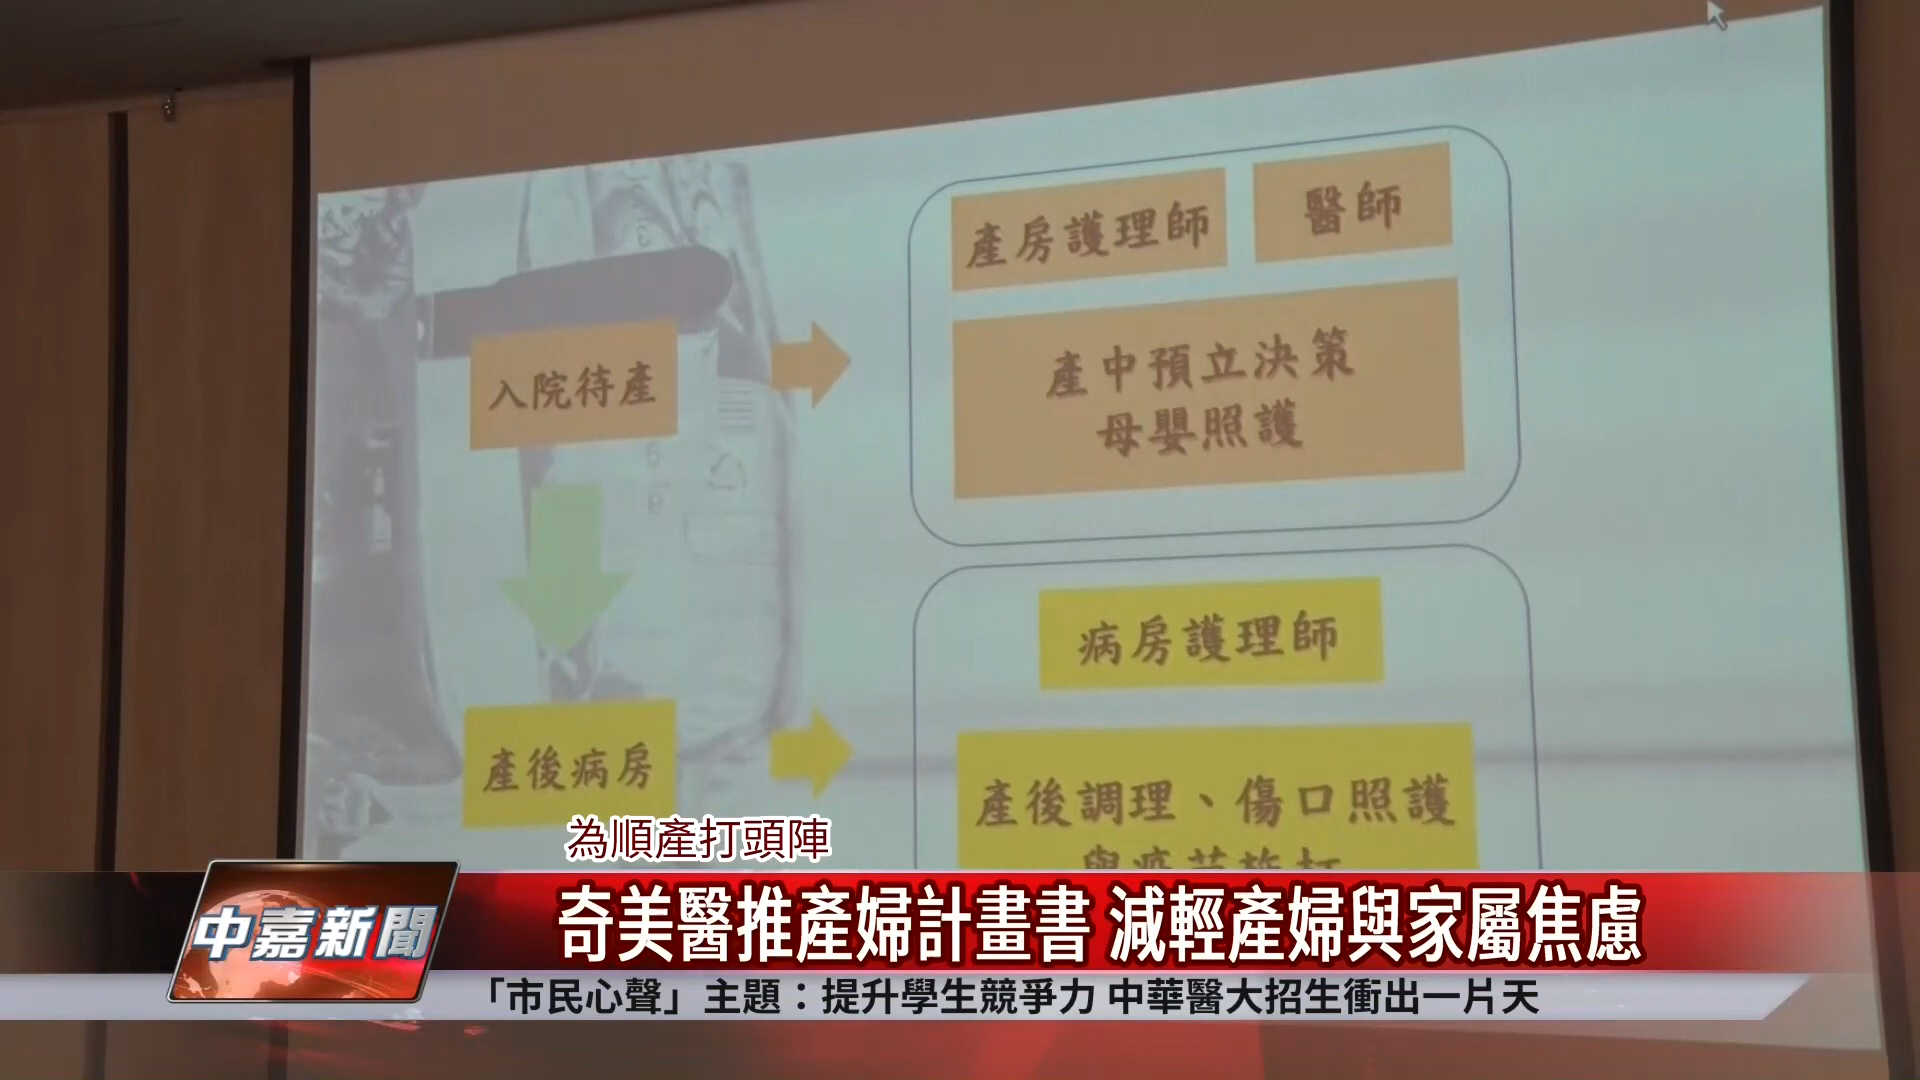 產房護理師
醫師
入院待產
產中預立決策
母嬰照護
病房護理師
產後病房
產後調理、傷口照護
為順產打頭陣
中嘉新聞
奇美醫推產婦計畫書 減輕產婦與家屬焦慮
「市民心聲」主題：提升學生競爭力 中華醫大招生衝出一片天